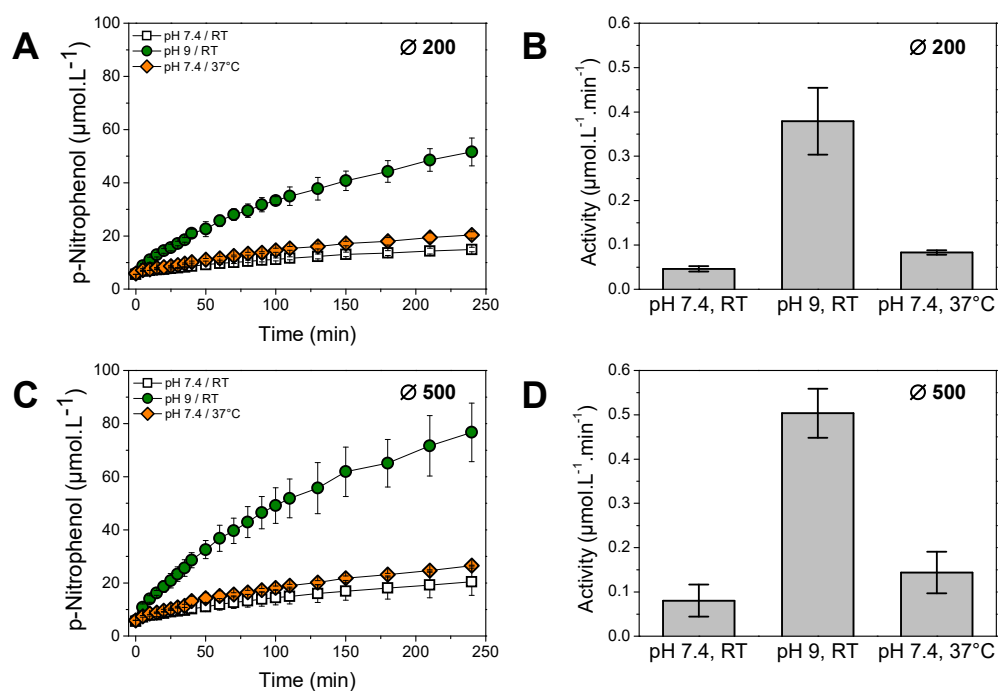 A
p-Nitrophenol (µmol.L⁻¹)
100
80
60
40
20
0
pH 7.4 / RT
pH 9 / RT
pH 7.4 / 37°C
Ø 200
0 50 100 150 200 250
Time (min)
B
Activity (µmol.L⁻¹.min⁻¹)
0.6
0.5
0.4
0.3
0.2
0.1
0.0
Ø 200
pH 7.4, RT pH 9, RT pH 7.4, 37°C
C
p-Nitrophenol (µmol.L⁻¹)
100
80
60
40
20
0
pH 7.4 / RT
pH 9 / RT
pH 7.4 / 37°C
Ø 500
0 50 100 150 200 250
Time (min)
D
Activity (µmol.L⁻¹.min⁻¹)
0.6
0.5
0.4
0.3
0.2
0.1
0.0
Ø 500
pH 7.4, RT pH 9, RT pH 7.4, 37°C